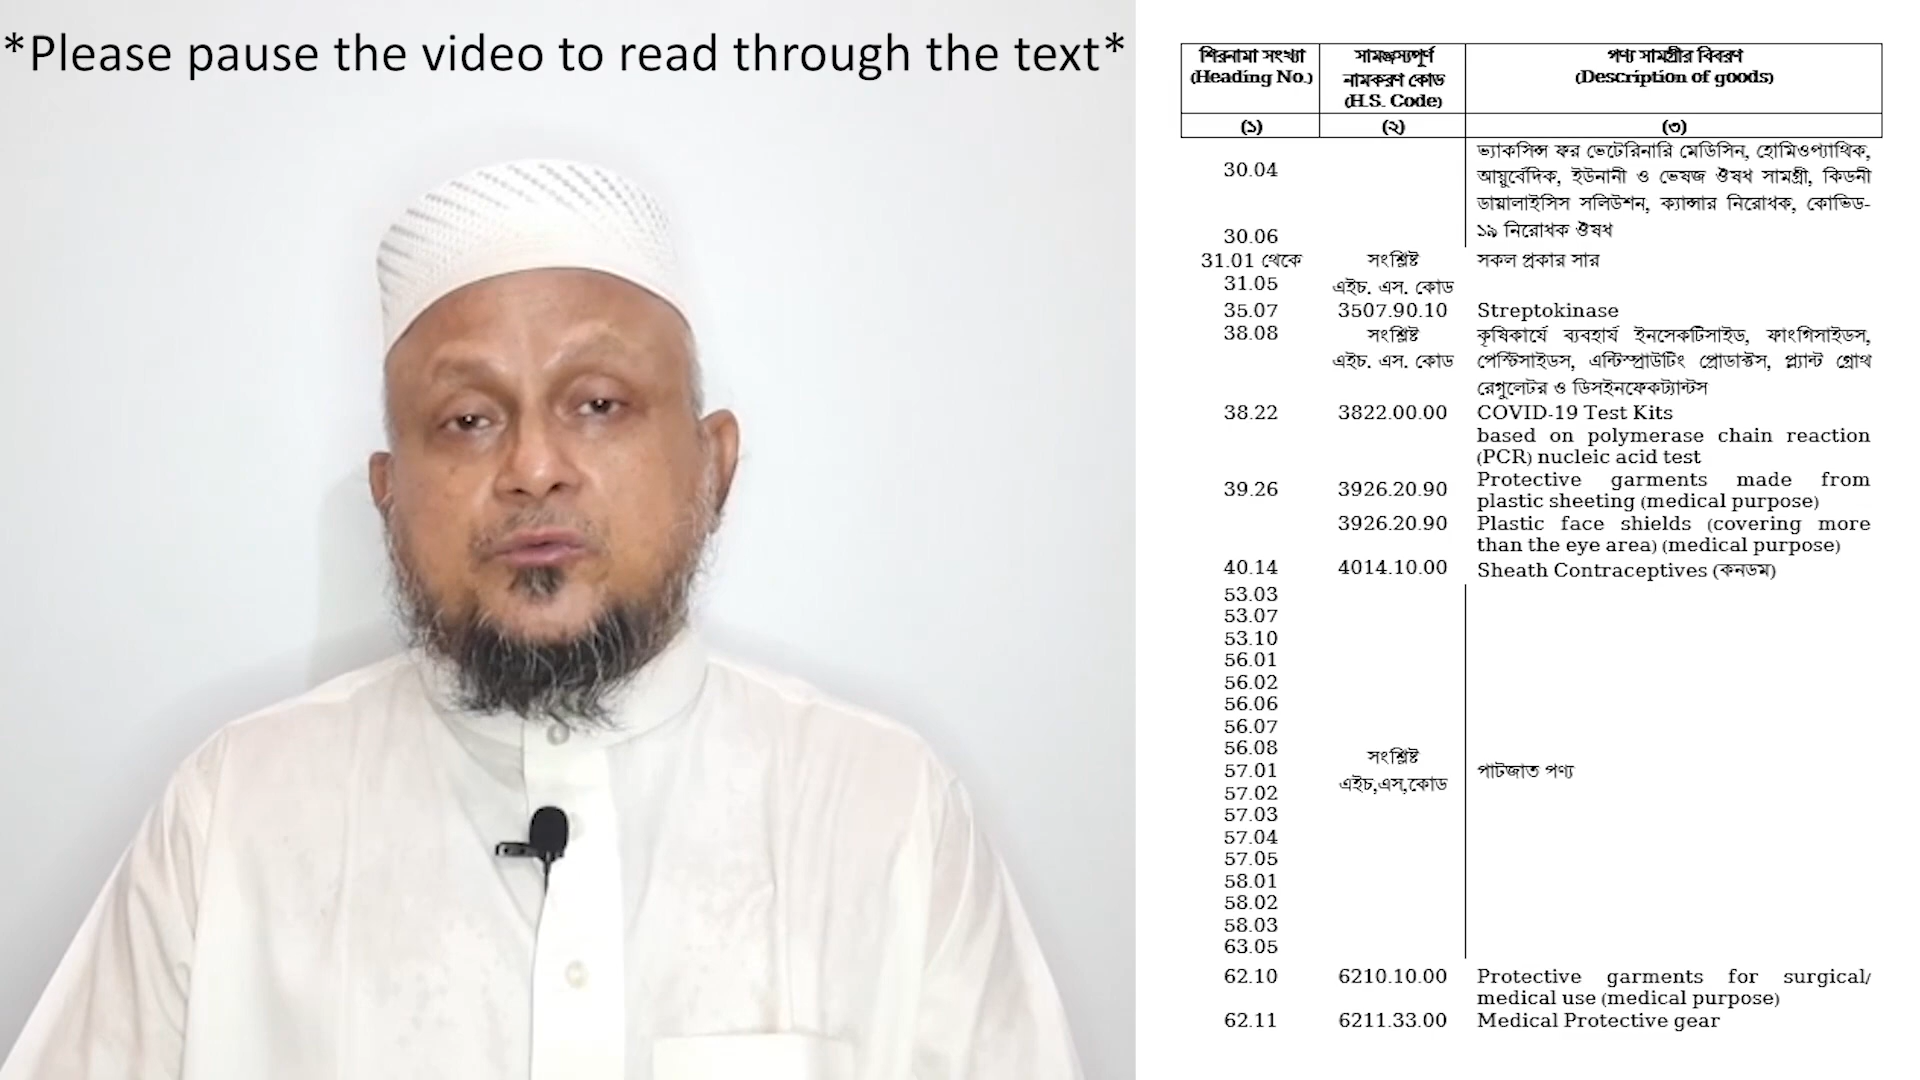 *Please pause the video to read through the text*
শিরনামা সংখ্যা সামঞ্জস্যপূর্ণ পণ্য সামগ্রীর বিবরণ
(Heading No.) নামকরণ কোড (Description of goods)
(H.S. Code)
(১) (২) (৩)
ভ্যাকসিন্স ফর ভেটেরিনারি মেডিসিন, হোমিওপ্যাথিক,
30.04 আয়ুর্বেদিক, ইউনানী ও ভেষজ ঔষধ সামগ্রী, কিডনী
ডায়ালাইসিস সলিউশন, ক্যান্সার নিরোধক, কোভিড-
30.06 ১৯ নিরোধক ঔষধ
31.01 থেকে সংশ্লিষ্ট সকল প্রকার সার
31.05 এইচ. এস. কোড
35.07 3507.90.10 Streptokinase
38.08 সংশ্লিষ্ট কৃষিকার্যে ব্যবহার্য ইনসেকটিসাইড, ফাংগিসাইডস,
এইচ. এস. কোড পেস্টিসাইডস, এন্টিস্প্রাউটিং প্রোডাক্টস, প্ল্যান্ট গ্রোথ
রেগুলেটর ও ডিসইনফেকট্যান্টস
38.22 3822.00.00 COVID-19 Test Kits
based on polymerase chain reaction
(PCR) nucleic acid test
39.26 3926.20.90 Protective garments made from
plastic sheeting (medical purpose)
3926.20.90 Plastic face shields (covering more
than the eye area) (medical purpose)
40.14 4014.10.00 Sheath Contraceptives (কনডম)
53.03
53.07
53.10
56.01
56.02
56.06
56.07
56.08
57.01 সংশ্লিষ্ট পাটজাত পণ্য
57.02 এইচ,এস,কোড
57.03
57.04
57.05
58.01
58.02
58.03
63.05
62.10 6210.10.00 Protective garments for surgical/
medical use (medical purpose)
62.11 6211.33.00 Medical Protective gear